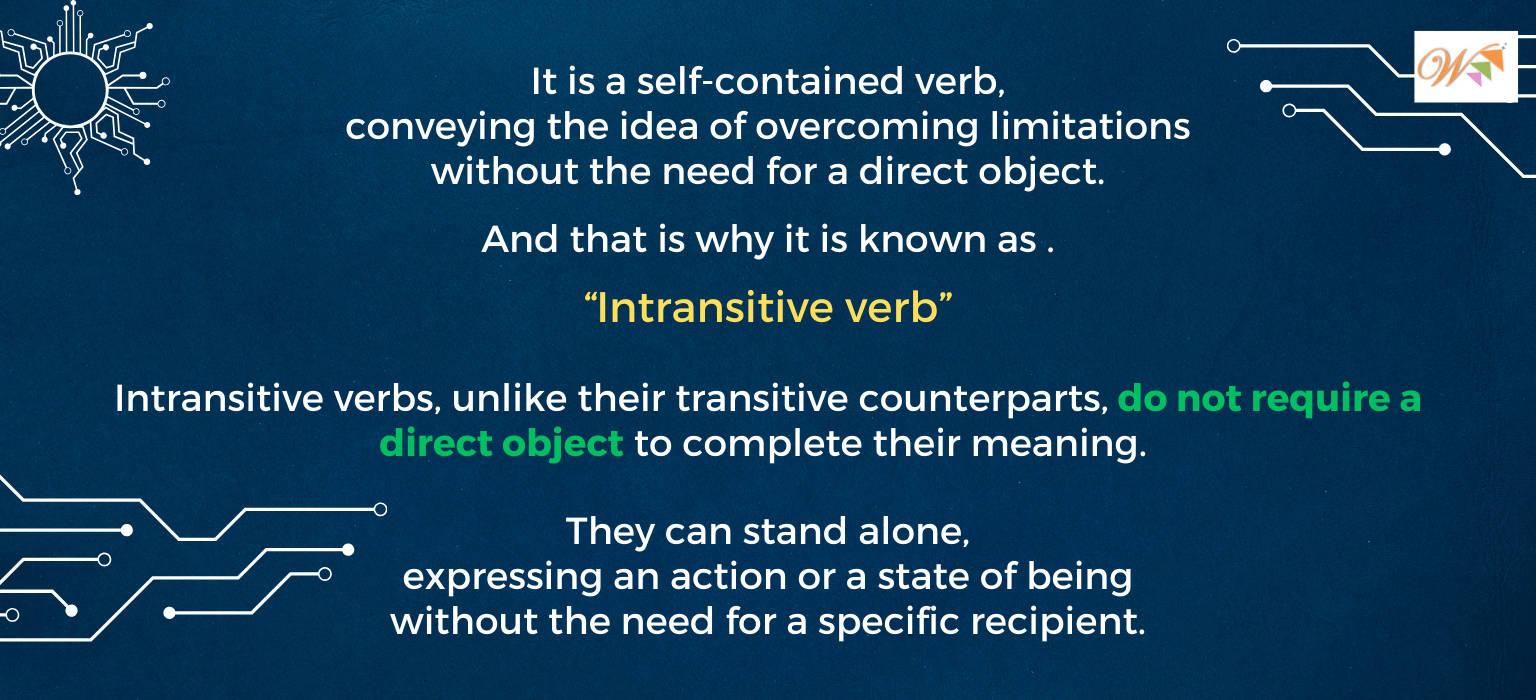 It is a self-contained verb,
conveying the idea of overcoming limitations
without the need for a direct object.
And that is why it is known as .
“Intransitive verb”
Intransitive verbs, unlike their transitive counterparts, do not require a
direct object to complete their meaning.
They can stand alone,
expressing an action or a state of being
without the need for a specific recipient.
W